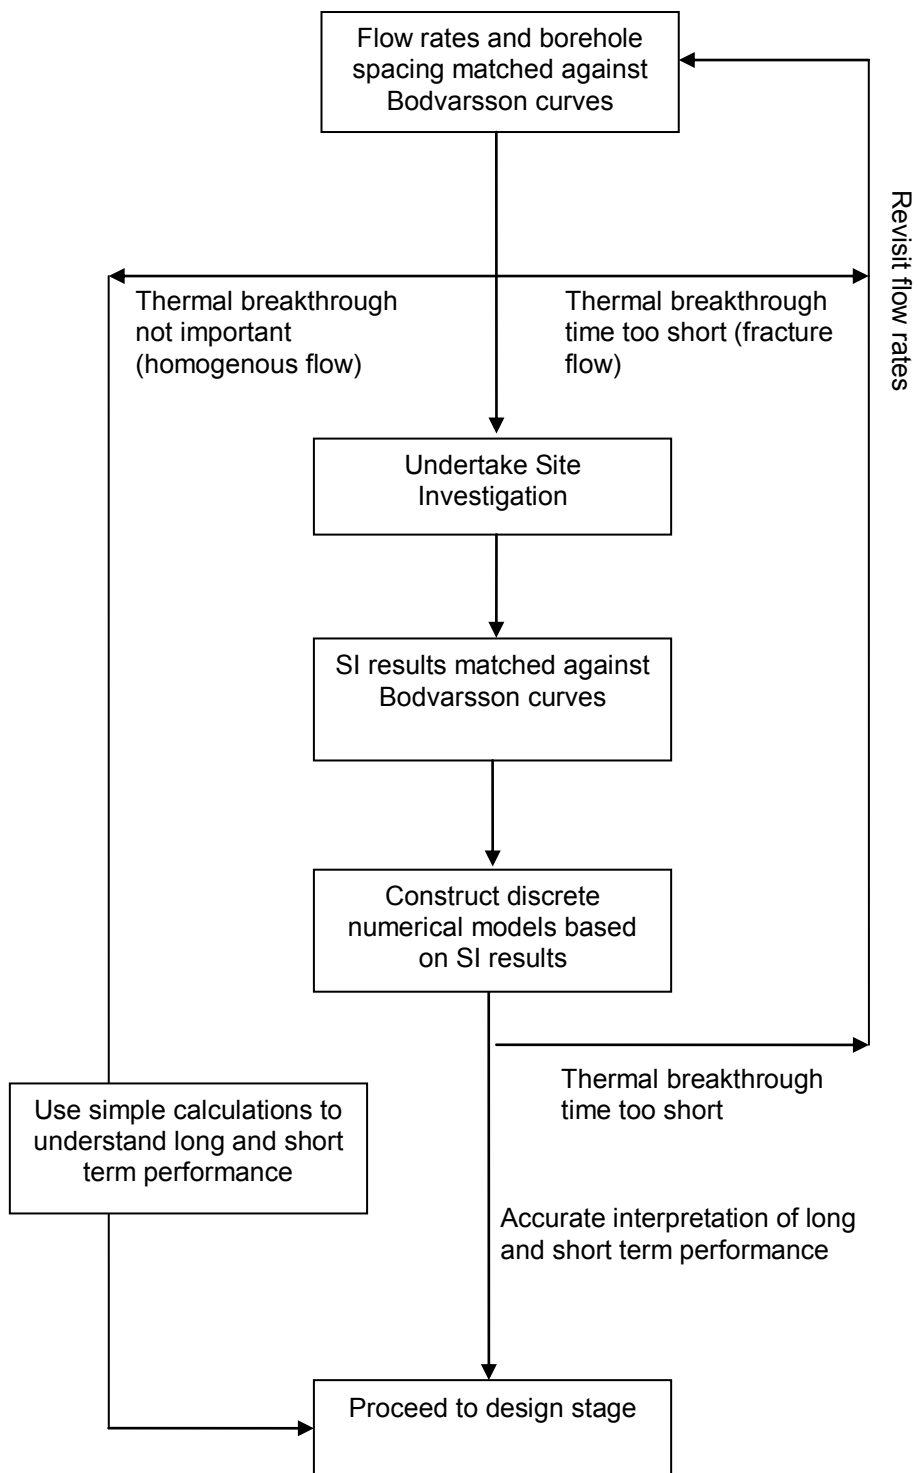 Flow rates and borehole
spacing matched against
Bodvarsson curves
Revisit flow rates
Thermal breakthrough
not important
(homogenous flow)
Thermal breakthrough
time too short (fracture
flow)
Undertake Site
Investigation
SI results matched against
Bodvarsson curves
Construct discrete
numerical models based
on SI results
Thermal breakthrough
time too short
Use simple calculations to
understand long and short
term performance
Accurate interpretation of long
and short term performance
Proceed to design stage